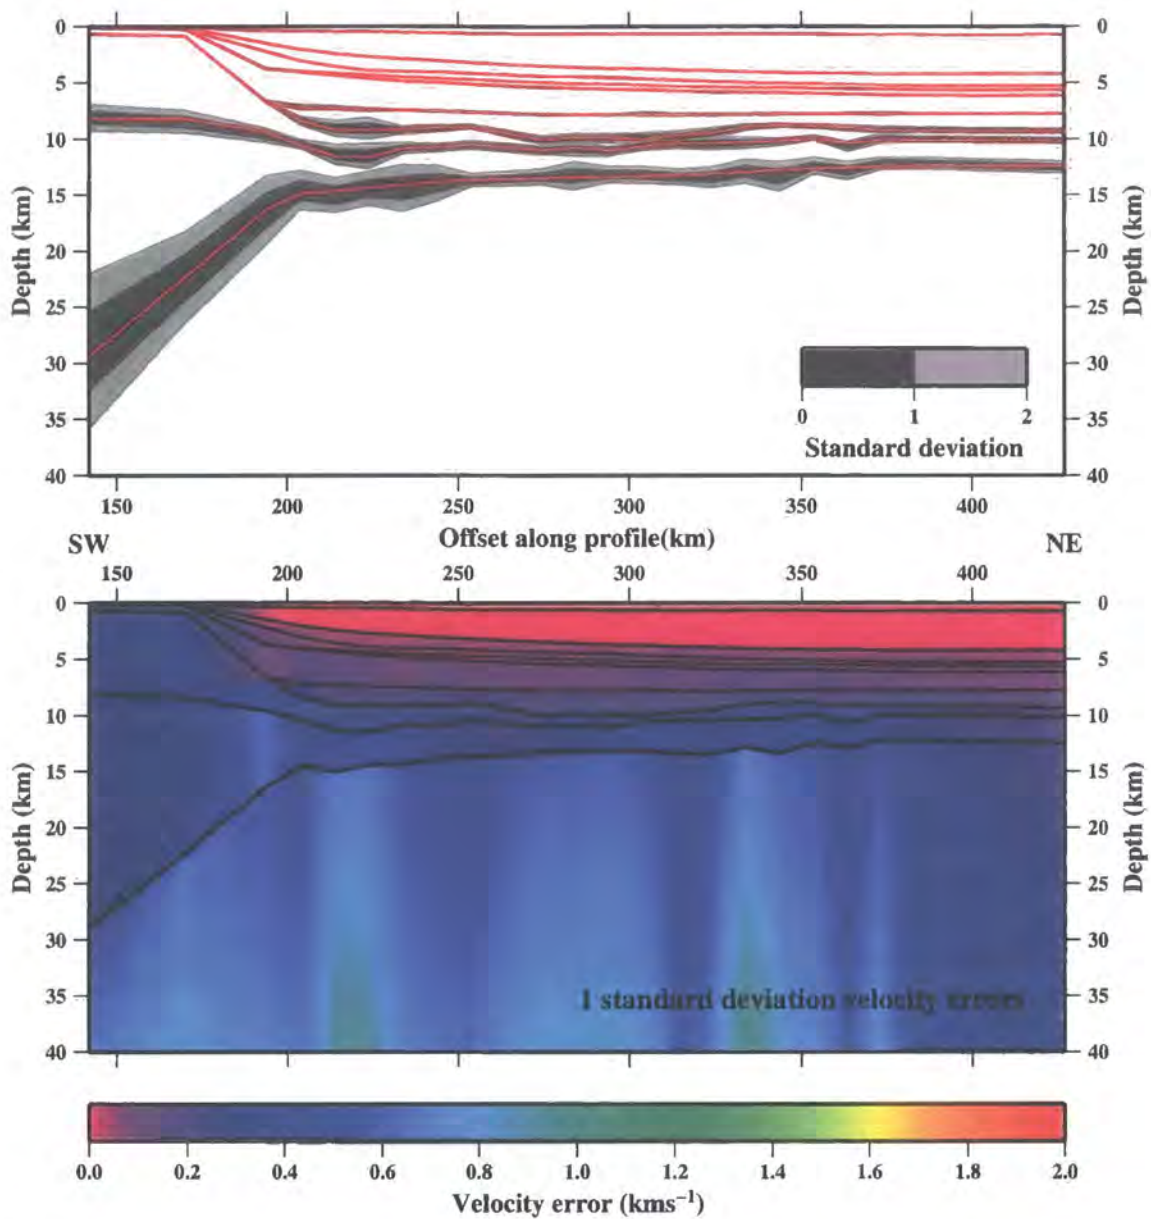 0 0
5 5
10 10
15 15
20 20
25 25
30 30
35 35
40 40
Depth (km)
Depth (km)
0 1 2
Standard deviation
150 200 250 300 350 400
Offset along profile(km)
SW NE
150 200 250 300 350 400
0 0
5 5
10 10
15 15
20 20
25 25
30 30
35 35
40 40
Depth (km)
Depth (km)
1 standard deviation velocity errors
0.0 0.2 0.4 0.6 0.8 1.0 1.2 1.4 1.6 1.8 2.0
Velocity error (kms⁻¹)